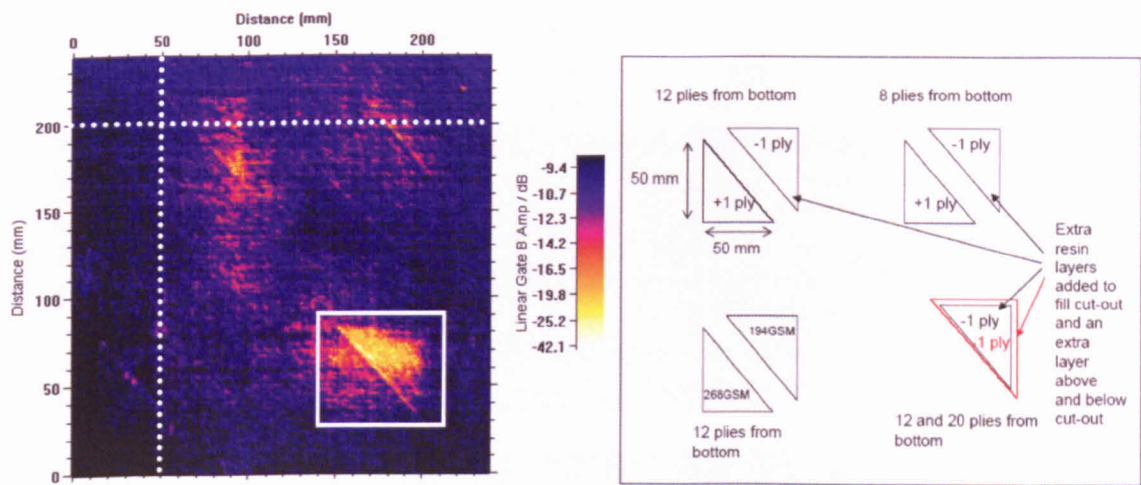 Distance (mm)
0 50 100 150 200
Distance (mm)
200
150
100
50
0
Linear Gate B Amp / dB
-9.4
-10.7
-12.3
-14.2
-16.5
-19.8
-25.2
-42.1
12 plies from bottom
8 plies from bottom
-1 ply
+1 ply
50 mm
50 mm
-1 ply
+1 ply
Extra
resin
layers
added to
fill cut-out
and an
extra
layer
above
and below
cut-out
194GSM
268GSM
12 plies from
bottom
-1 ply
-1 ply
12 and 20 plies from
bottom